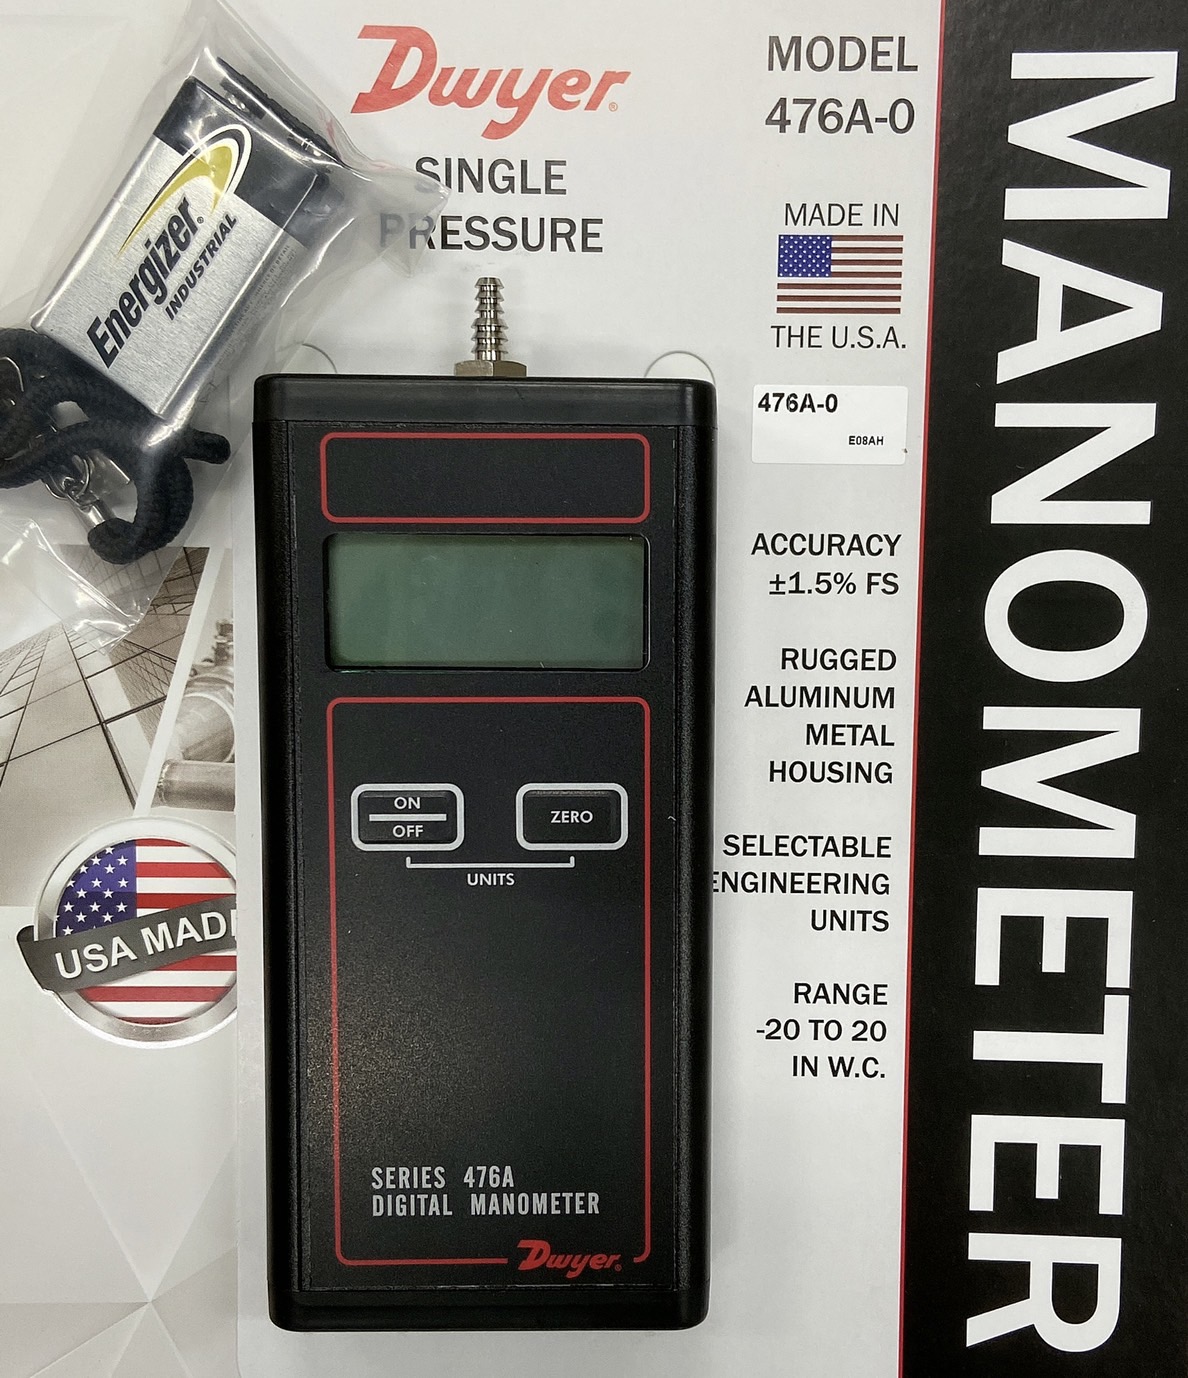 Dwyer®
SINGLE
PRESSURE
MODEL
476A-0
MADE IN
THE U.S.A.
476A-0
E08AH
ACCURACY
±1.5% FS
RUGGED
ALUMINUM
METAL
HOUSING
SELECTABLE
ENGINEERING
UNITS
RANGE
-20 TO 20
IN W.C.
MANOMETER
Energizer®
INDUSTRIAL
USA MADE
ON
OFF
ZERO
UNITS
SERIES 476A
DIGITAL MANOMETER
Dwyer®